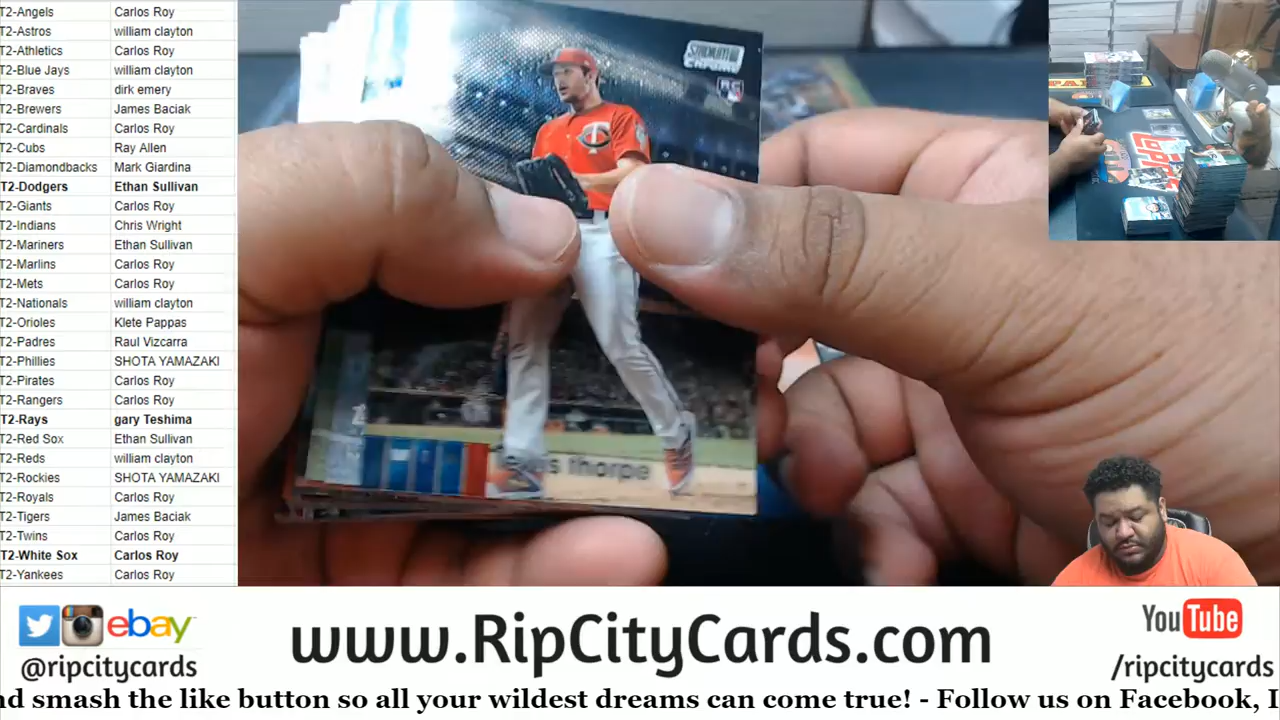 T2-Angels Carlos Roy
T2-Astros william clayton
T2-Athletics Carlos Roy
T2-Blue Jays william clayton
T2-Braves dirk emery
T2-Brewers James Baciak
T2-Cardinals Carlos Roy
T2-Cubs Ray Allen
T2-Diamondbacks Mark Giardina
T2-Dodgers Ethan Sullivan
T2-Giants Carlos Roy
T2-Indians Chris Wright
T2-Mariners Ethan Sullivan
T2-Marlins Carlos Roy
T2-Mets Carlos Roy
T2-Nationals william clayton
T2-Orioles Klete Pappas
T2-Padres Raul Vizcarra
T2-Phillies SHOTA YAMAZAKI
T2-Pirates Carlos Roy
T2-Rangers Carlos Roy
T2-Rays gary Teshima
T2-Red Sox Ethan Sullivan
T2-Reds william clayton
T2-Rockies SHOTA YAMAZAKI
T2-Royals Carlos Roy
T2-Tigers James Baciak
T2-Twins Carlos Roy
T2-White Sox Carlos Roy
T2-Yankees Carlos Roy
STADIUM
CHROME
thorpe
TOPPS
ebay
@ripcitycards
www.RipCityCards.com
YouTube
/ripcitycards
nd smash the like button so all your wildest dreams can come true! - Follow us on Facebook, I